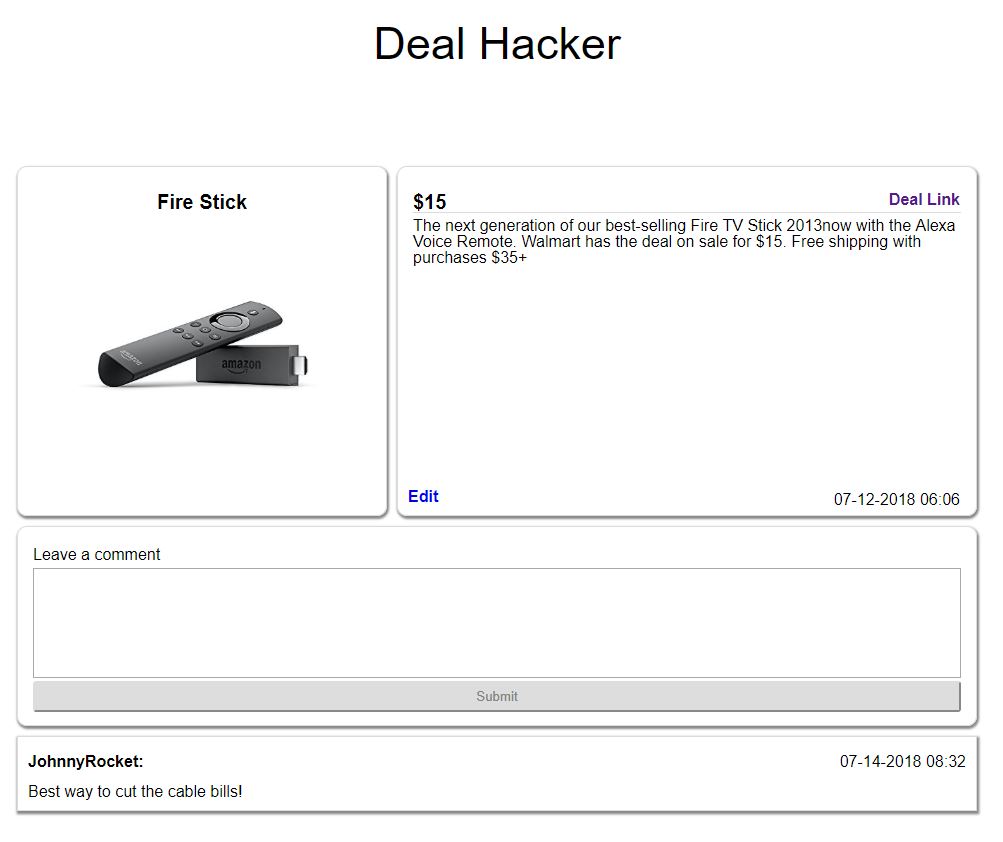 Deal Hacker
Fire Stick
amazon
amazon
$15
Deal Link
The next generation of our best-selling Fire TV Stick 2013now with the Alexa
Voice Remote. Walmart has the deal on sale for $15. Free shipping with
purchases $35+
Edit
07-12-2018 06:06
Leave a comment
Submit
JohnnyRocket:
07-14-2018 08:32
Best way to cut the cable bills!